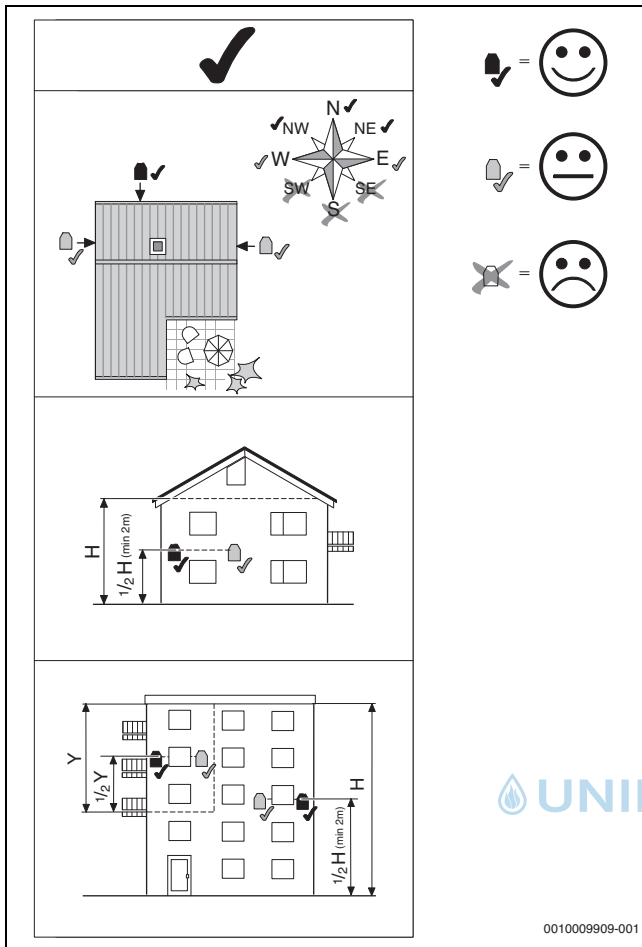 =
N
NW NE
W E
SW SE
S
=
=
H
1/2 H (min 2m)
Y
1/2 Y
H
1/2 H (min 2m)
UNI
0010009909-001